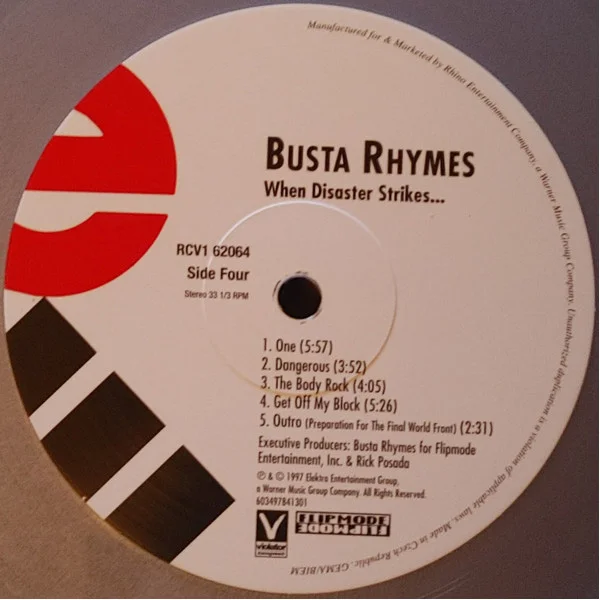 Manufactured for & Marketed by Rhino Entertainment Company, a Warner Music Group Company. Unauthorized duplication is a violation of applicable laws. Made in Czech Republic. GEMA/BIEM
BUSTA RHYMES
When Disaster Strikes...
RCV1 62064
Side Four
Stereo 33 1/3 RPM
1. One (5:57)
2. Dangerous (3:52)
3. The Body Rock (4:05)
4. Get Off My Block (5:26)
5. Outro (Preparation For The Final World Front) (2:31)
Executive Producers: Busta Rhymes for Flipmode
Entertainment, Inc. & Rick Posada
℗ & © 1997 Elektra Entertainment Group,
a Warner Music Group Company. All Rights Reserved.
603497841301
V
violator
FLIPMODE
FLIPMODE
e